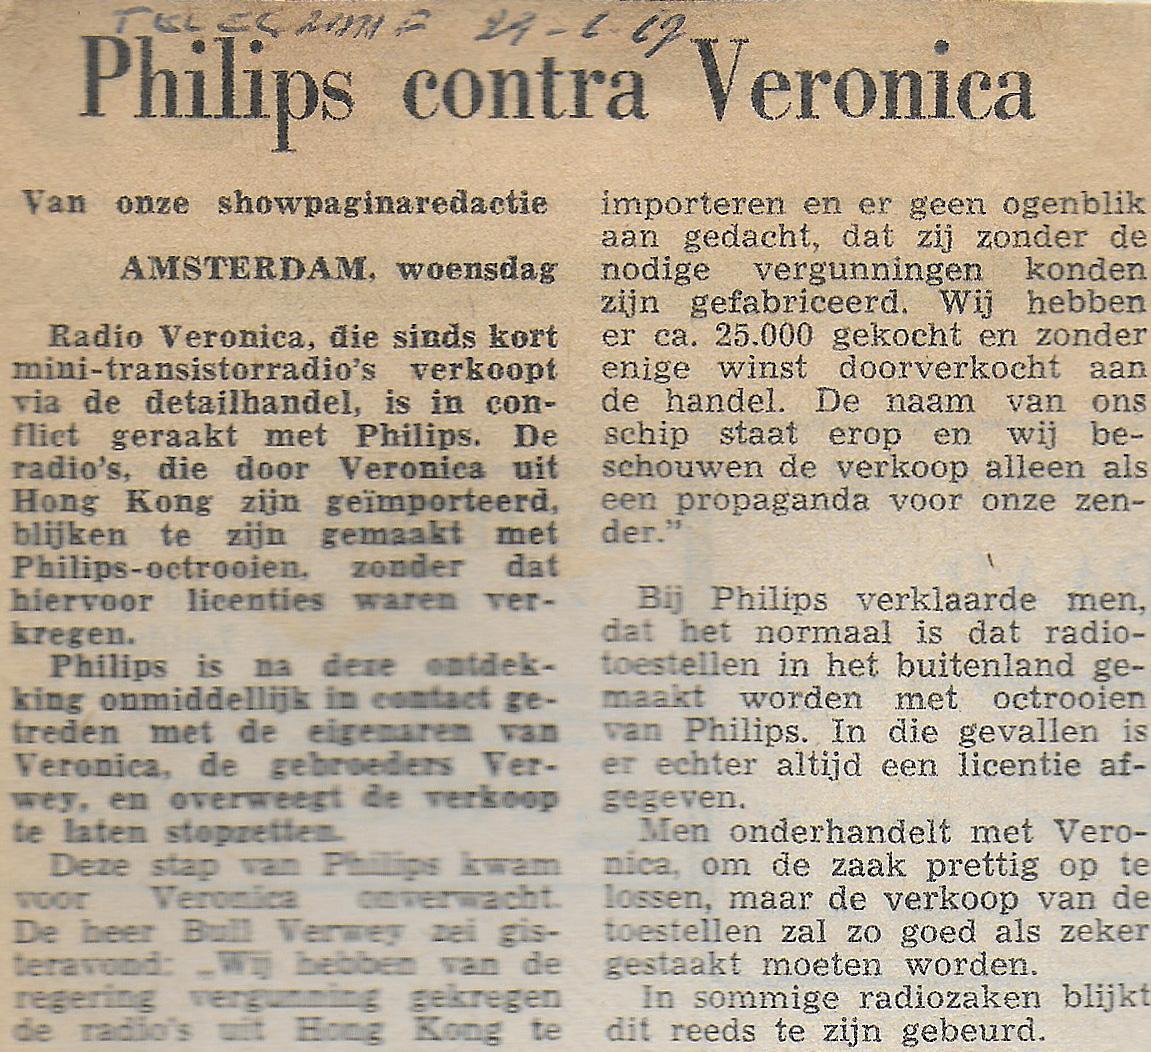 TELEGRAAF 21-6-67
Philips contra Veronica
Van onze showpaginaredactie
AMSTERDAM, woensdag
Radio Veronica, die sinds kort
mini-transistorradio's verkoopt
via de detailhandel, is in con-
flict geraakt met Philips. De
radio's, die door Veronica uit
Hong Kong zijn geïmporteerd,
blijken te zijn gemaakt met
Philips-octrooien, zonder dat
hiervoor licenties waren ver-
kregen.
Philips is na deze ontdek-
king onmiddellijk in contact ge-
treden met de eigenaren van
Veronica, de gebroeders Ver-
wey, en overweegt de verkoop
te laten stopzetten.
Deze stap van Philips kwam
voor Veronica onverwacht.
De heer Bull Verwey zei gis-
teravond: „Wij hebben van de
regering vergunning gekregen
de radio's uit Hong Kong te
importeren en er geen ogenblik
aan gedacht, dat zij zonder de
nodige vergunningen konden
zijn gefabriceerd. Wij hebben
er ca. 25.000 gekocht en zonder
enige winst doorverkocht aan
de handel. De naam van ons
schip staat erop en wij be-
schouwen de verkoop alleen als
een propaganda voor onze zen-
der.”
Bij Philips verklaarde men,
dat het normaal is dat radio-
toestellen in het buitenland ge-
maakt worden met octrooien
van Philips. In die gevallen is
er echter altijd een licentie af-
gegeven.
Men onderhandelt met Vero-
nica, om de zaak prettig op te
lossen, maar de verkoop van de
toestellen zal zo goed als zeker
gestaakt moeten worden.
In sommige radiozaken blijkt
dit reeds te zijn gebeurd.